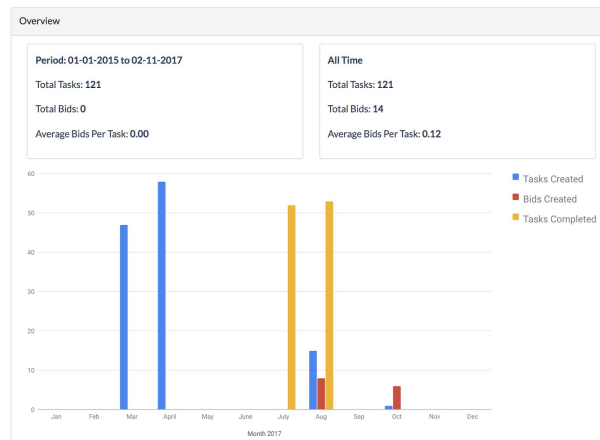 Overview
Period: 01-01-2015 to 02-11-2017
Total Tasks: 121
Total Bids: 0
Average Bids Per Task: 0.00
All Time
Total Tasks: 121
Total Bids: 14
Average Bids Per Task: 0.12
60
50
40
30
20
10
0
Jan Feb Mar April May June July Aug Sep Oct Nov Dec
Month 2017
Tasks Created
Bids Created
Tasks Completed